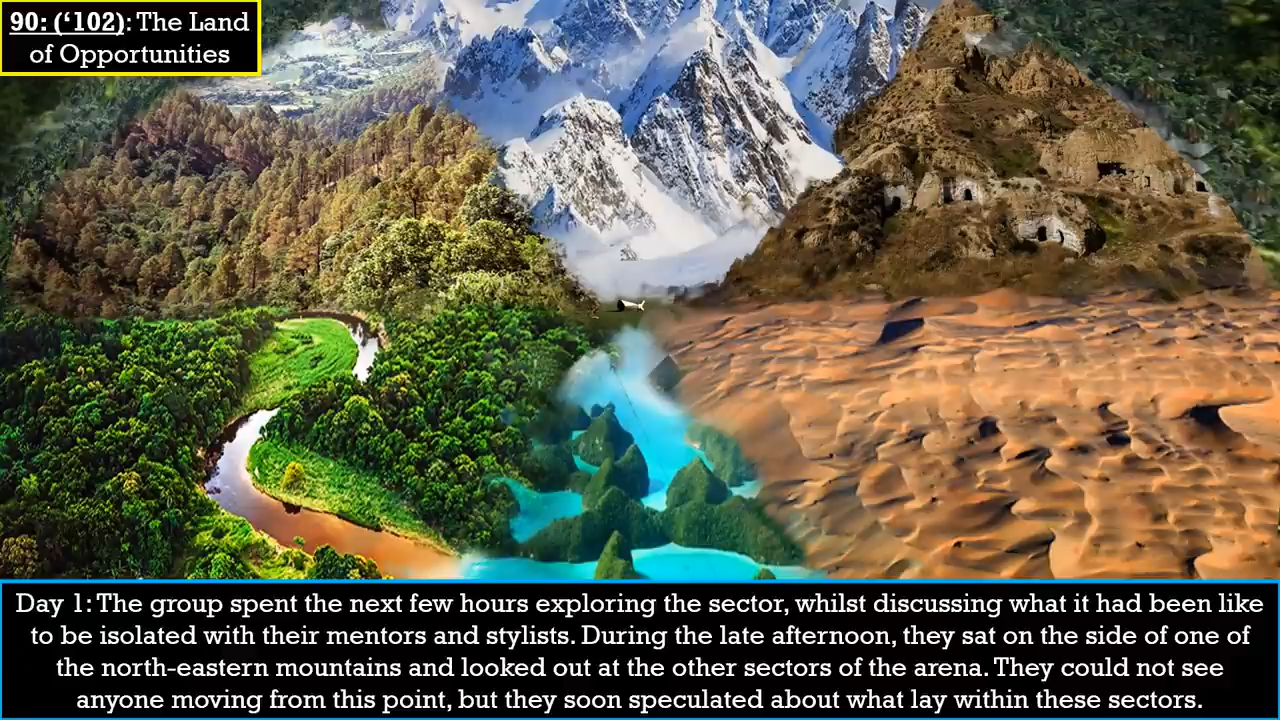 90: (‘102): The Land
of Opportunities
Day 1: The group spent the next few hours exploring the sector, whilst discussing what it had been like
to be isolated with their mentors and stylists. During the late afternoon, they sat on the side of one of
the north-eastern mountains and looked out at the other sectors of the arena. They could not see
anyone moving from this point, but they soon speculated about what lay within these sectors.